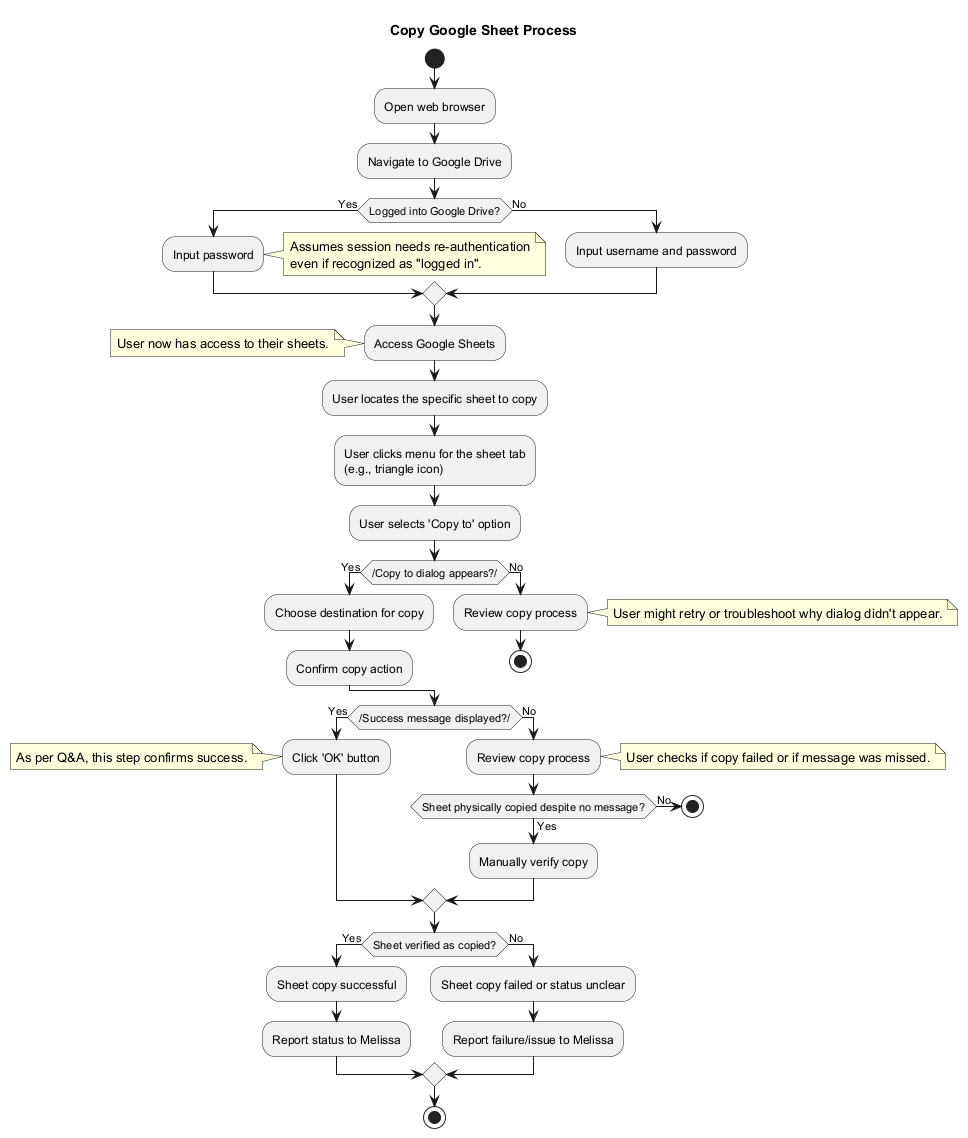 Copy Google Sheet Process
Open web browser
Navigate to Google Drive
Yes
Logged into Google Drive?
No
Input password
Assumes session needs re-authentication
even if recognized as "logged in".
Input username and password
User now has access to their sheets.
Access Google Sheets
User locates the specific sheet to copy
User clicks menu for the sheet tab
(e.g., triangle icon)
User selects 'Copy to' option
Yes
/Copy to dialog appears?/
No
Choose destination for copy
Review copy process
User might retry or troubleshoot why dialog didn't appear.
Confirm copy action
Yes
/Success message displayed?/
No
As per Q&A, this step confirms success.
Click 'OK' button
Review copy process
User checks if copy failed or if message was missed.
Sheet physically copied despite no message?
No
Yes
Manually verify copy
Yes
Sheet verified as copied?
No
Sheet copy successful
Sheet copy failed or status unclear
Report status to Melissa
Report failure/issue to Melissa